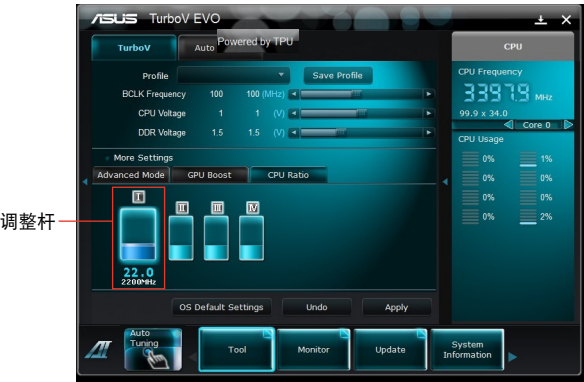 ASUS TurboV EVO
TurboV
Auto
Powered by TPU
CPU
Profile
Save Profile
BCLK Frequency 100 100 (MHz)
CPU Voltage 1 1 (V)
DDR Voltage 1.5 1.5 (V)
CPU Frequency
3397.9 MHz
99.9 x 34.0
Core 0
CPU Usage
0% 1%
0% 0%
0% 0%
0% 2%
More Settings
Advanced Mode GPU Boost CPU Ratio
I II III IV
调整杆
22.0
2200MHz
OS Default Settings Undo Apply
AI
Auto Tuning
Tool
Monitor
Update
System Information